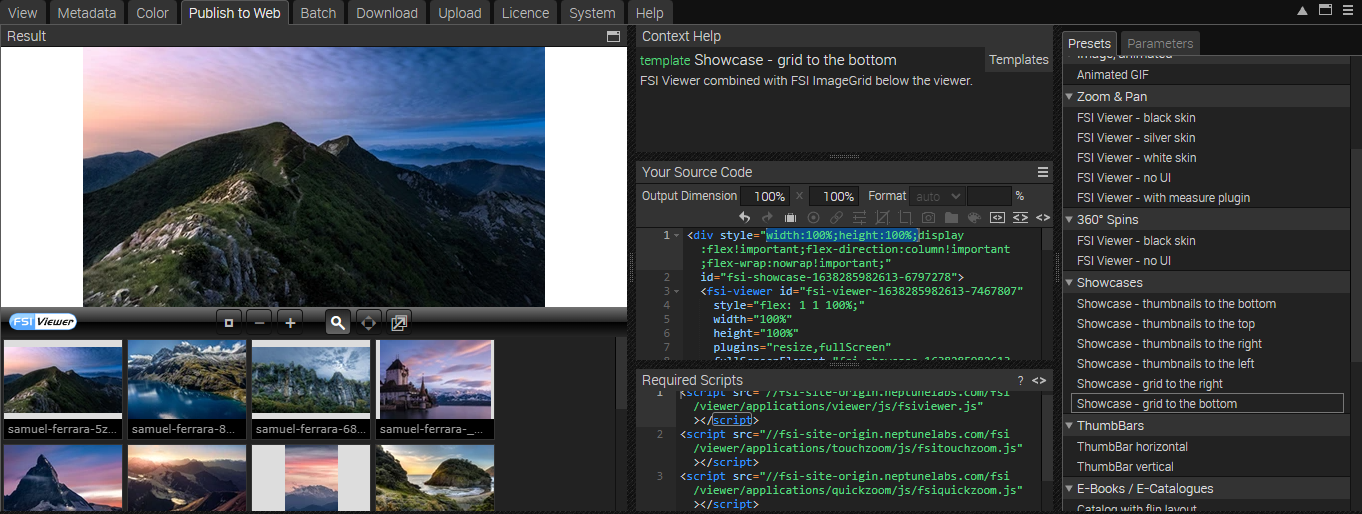 View Metadata Color Publish to Web Batch Download Upload Licence System Help
Result
FSI Viewer
samuel-ferrara-5z... samuel-ferrara-8... samuel-ferrara-68... samuel-ferrara-_...
Context Help
template Showcase - grid to the bottom Templates
FSI Viewer combined with FSI ImageGrid below the viewer.
Your Source Code
Output Dimension 100% × 100% Format auto %
1 <div style="width:100%;height:100%;display
:flex!important;flex-direction:column!important
;flex-wrap:nowrap!important;"
2 id="fsi-showcase-1638285982613-6797278">
3 <fsi-viewer id="fsi-viewer-1638285982613-7467807"
4 style="flex: 1 1 100%;"
5 width="100%"
6 height="100%"
7 plugins="resize,fullScreen"
8 fullScreenElement="fsi-showcase-1638285982613
Required Scripts ? <>
1 <script src="//fsi-site-origin.neptunelabs.com/fsi
/viewer/applications/viewer/js/fsiviewer.js"
></script>
2 <script src="//fsi-site-origin.neptunelabs.com/fsi
/viewer/applications/touchzoom/js/fsitouchzoom.js"
></script>
3 <script src="//fsi-site-origin.neptunelabs.com/fsi
/viewer/applications/quickzoom/js/fsiquickzoom.js"
></script>
Presets Parameters
Image, animated
Animated GIF
Zoom & Pan
FSI Viewer - black skin
FSI Viewer - silver skin
FSI Viewer - white skin
FSI Viewer - no UI
FSI Viewer - with measure plugin
360° Spins
FSI Viewer - black skin
FSI Viewer - no UI
Showcases
Showcase - thumbnails to the bottom
Showcase - thumbnails to the top
Showcase - thumbnails to the right
Showcase - thumbnails to the left
Showcase - grid to the right
Showcase - grid to the bottom
ThumbBars
ThumbBar horizontal
ThumbBar vertical
E-Books / E-Catalogues
Catalog with flip layout